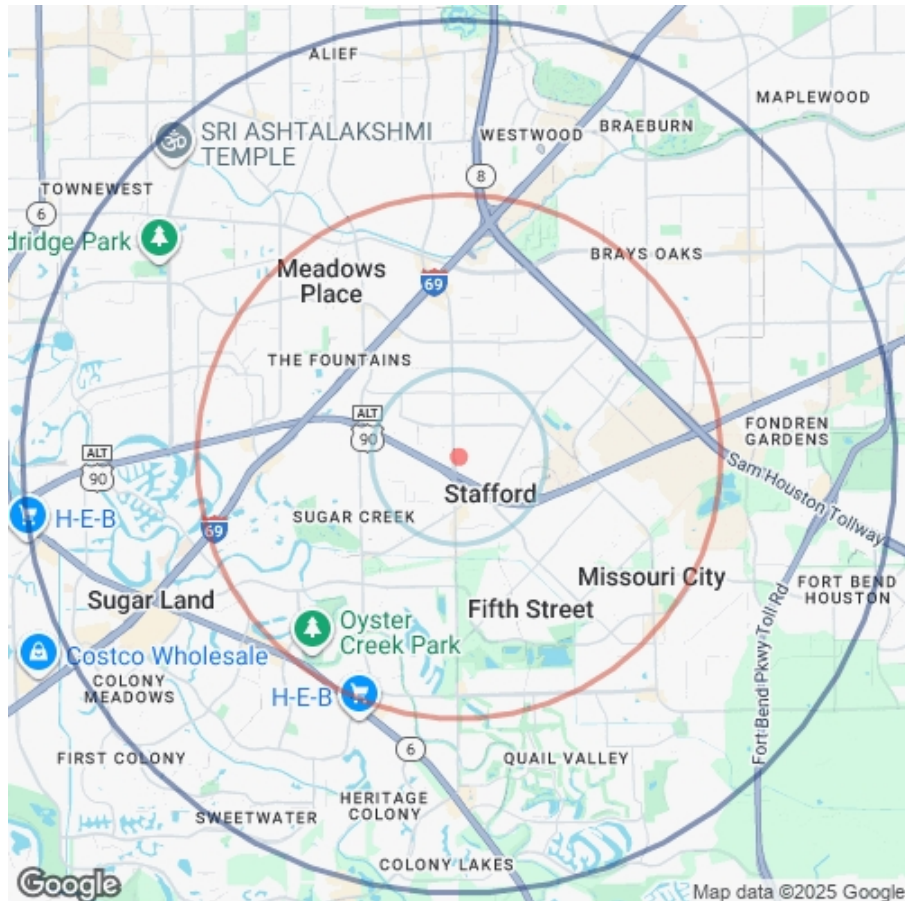 ALIEF
MAPLEWOOD
SRI ASHTALAKSHMI
TEMPLE
WESTWOOD
BRAEBURN
8
TOWNEWEST
6
dridge Park
BRAYS OAKS
Meadows
Place
69
THE FOUNTAINS
ALT
90
ALT
90
FONDREN
GARDENS
Sam Houston Tollway
Stafford
H-E-B
SUGAR CREEK
69
Missouri City
FORT BEND
HOUSTON
Sugar Land
Fifth Street
Oyster
Creek Park
Fort Bend Pkwy Toll Rd
Costco Wholesale
COLONY
MEADOWS
H-E-B
6
FIRST COLONY
QUAIL VALLEY
HERITAGE
COLONY
SWEETWATER
COLONY LAKES
Google
Map data ©2025 Google